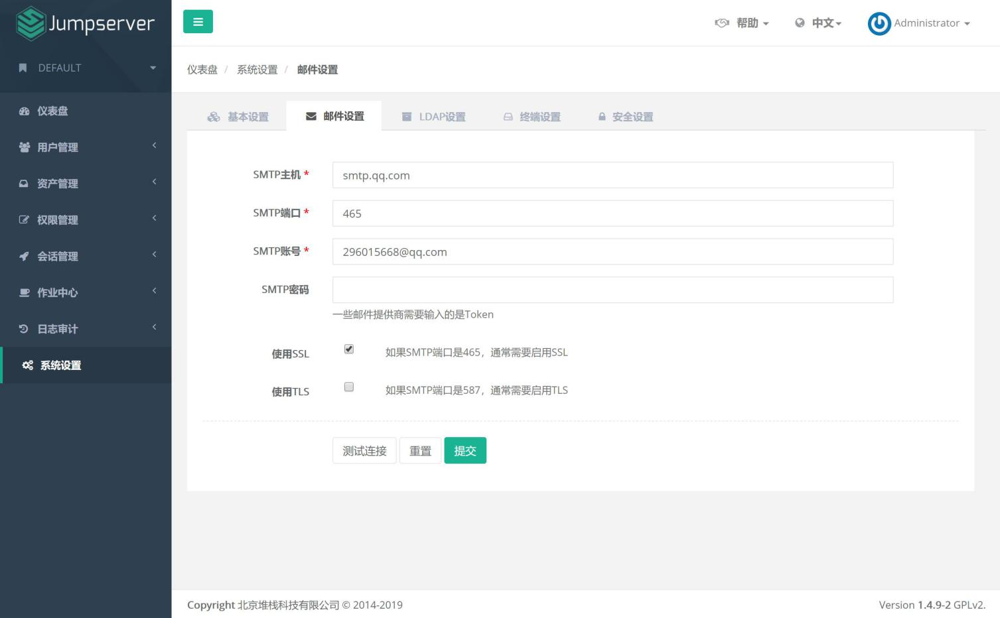 Jumpserver
DEFAULT
仪表盘
用户管理
资产管理
权限管理
会话管理
作业中心
日志审计
系统设置
帮助
中文
Administrator
仪表盘 / 系统设置 / 邮件设置
基本设置
邮件设置
LDAP设置
终端设置
安全设置
SMTP主机 *
smtp.qq.com
SMTP端口 *
465
SMTP账号 *
296015668@qq.com
SMTP密码
一些邮件提供商需要输入的是Token
使用SSL
如果SMTP端口是465，通常需要启用SSL
使用TLS
如果SMTP端口是587，通常需要启用TLS
测试连接
重置
提交
Copyright 北京堆栈科技有限公司 © 2014-2019
Version 1.4.9-2 GPLv2.